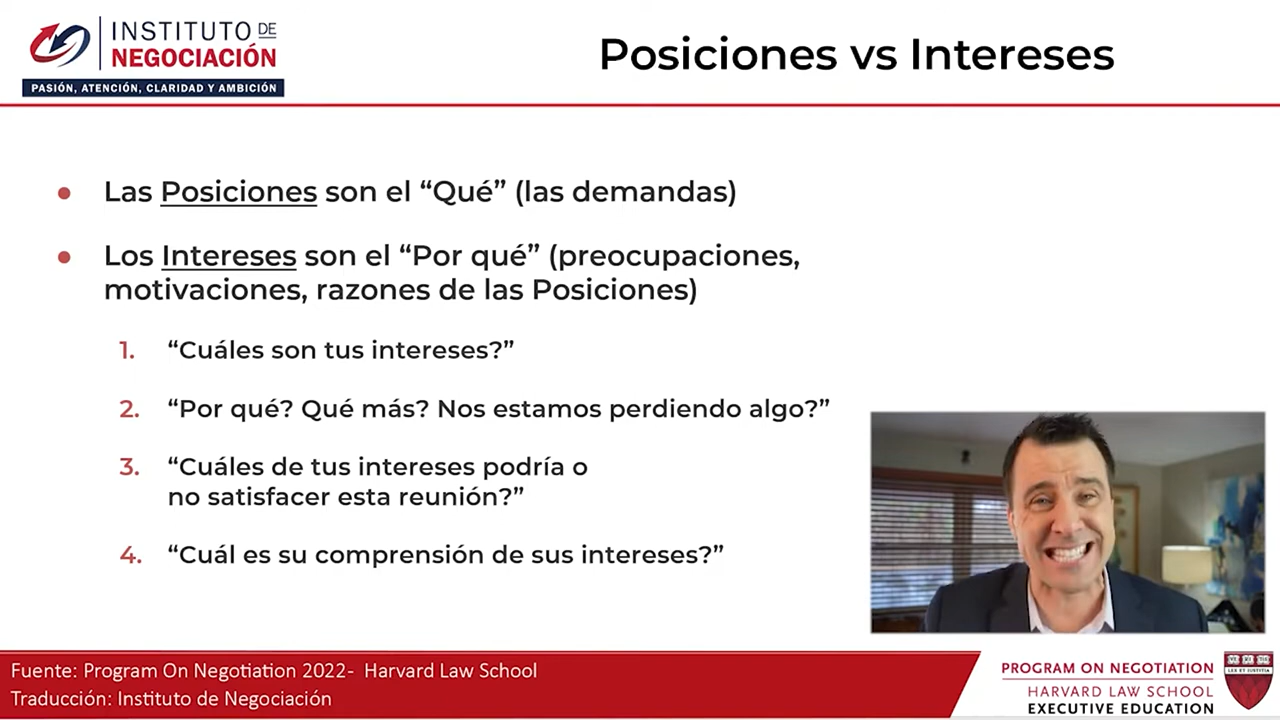 INSTITUTO DE
NEGOCIACIÓN
PASIÓN, ATENCIÓN, CLARIDAD Y AMBICIÓN
Posiciones vs Intereses
● Las Posiciones son el “Qué” (las demandas)
● Los Intereses son el “Por qué” (preocupaciones,
motivaciones, razones de las Posiciones)
1. “Cuáles son tus intereses?”
2. “Por qué? Qué más? Nos estamos perdiendo algo?”
3. “Cuáles de tus intereses podría o
no satisfacer esta reunión?”
4. “Cuál es su comprensión de sus intereses?”
Fuente: Program On Negotiation 2022- Harvard Law School
Traducción: Instituto de Negociación
PROGRAM ON NEGOTIATION
HARVARD LAW SCHOOL
EXECUTIVE EDUCATION
LEX ET IUSTITIA